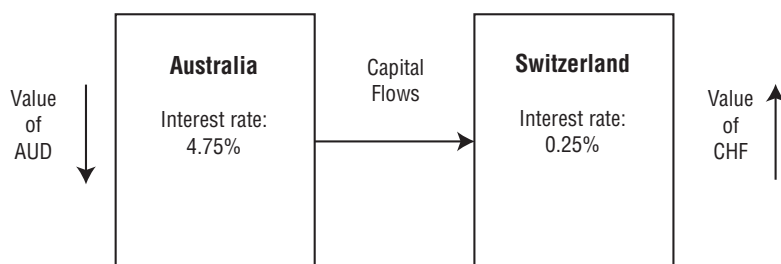 Value
of
AUD
Australia
Interest rate:
4.75%
Capital
Flows
Switzerland
Interest rate:
0.25%
Value
of
CHF